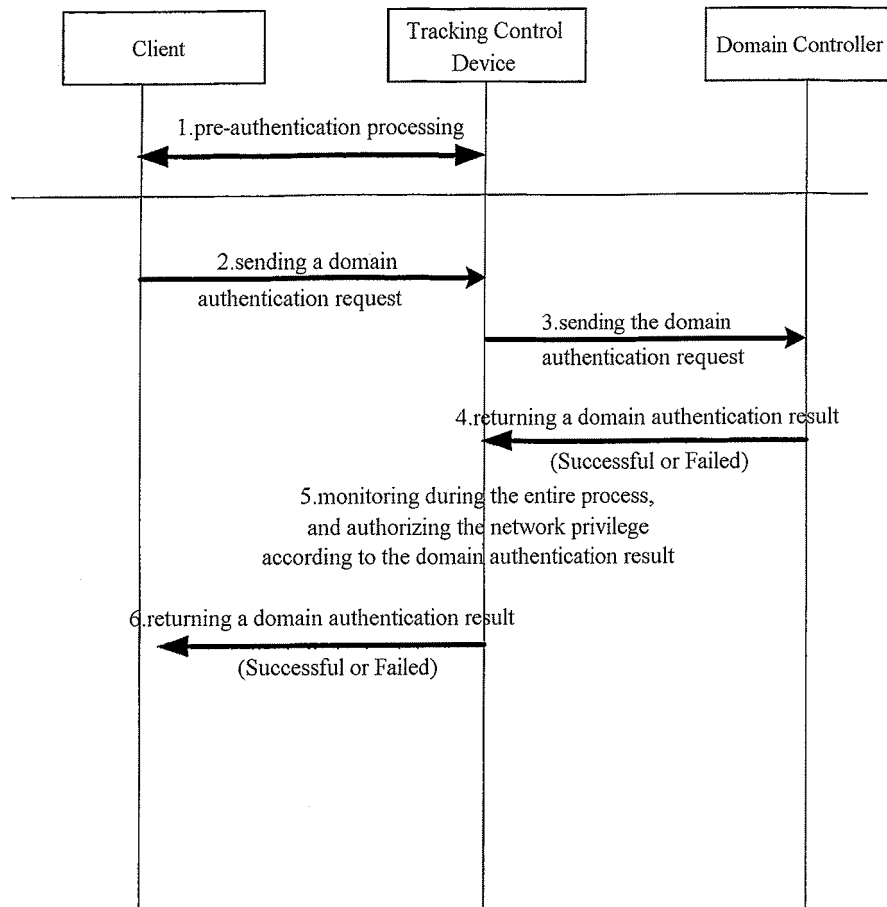 Client
Tracking Control
Device
Domain Controller
1.pre-authentication processing
2.sending a domain
authentication request
3.sending the domain
authentication request
4.returning a domain authentication result
(Successful or Failed)
5.monitoring during the entire process,
and authorizing the network privilege
according to the domain authentication result
6.returning a domain authentication result
(Successful or Failed)